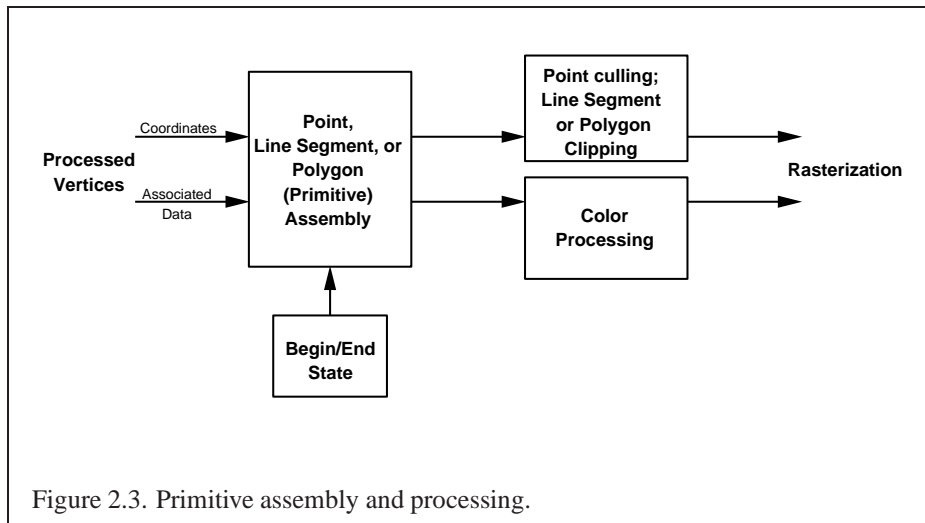 Coordinates
Processed
Vertices
Associated
Data
Point,
Line Segment, or
Polygon
(Primitive)
Assembly
Begin/End
State
Point culling;
Line Segment
or Polygon
Clipping
Color
Processing
Rasterization
Figure 2.3. Primitive assembly and processing.